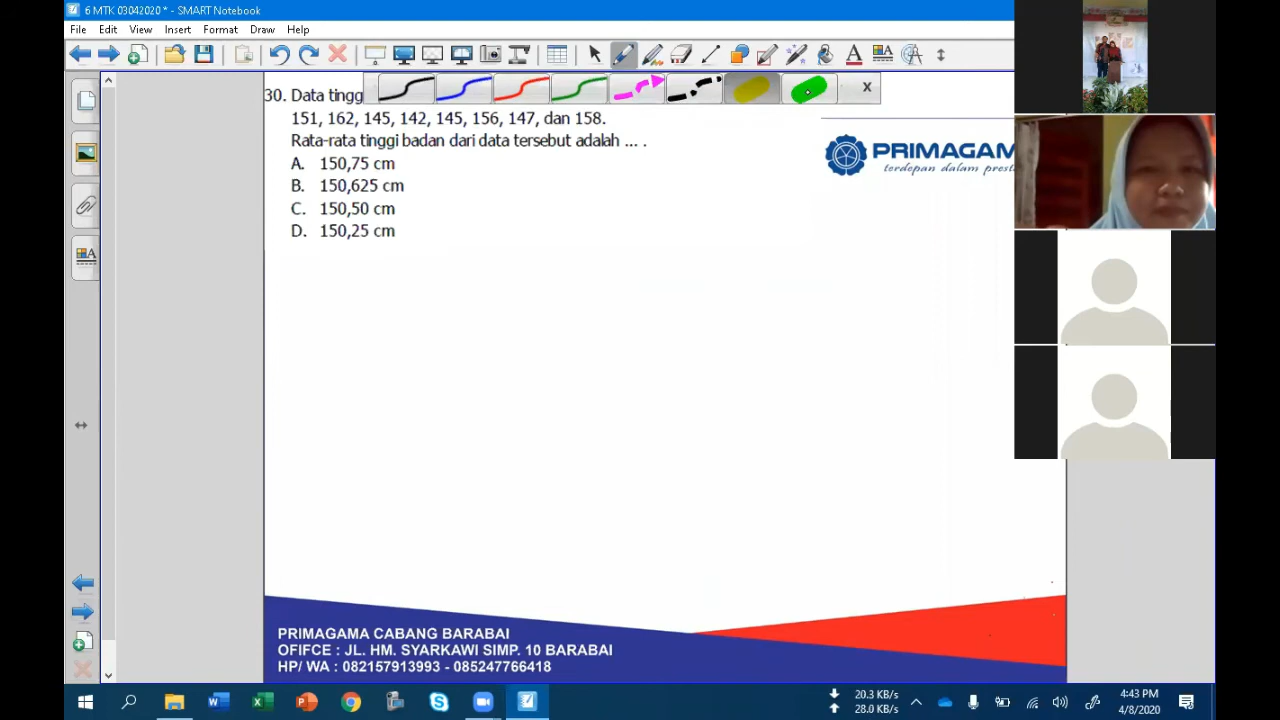 6 MTK 03042020 * - SMART Notebook
File Edit View Insert Format Draw Help
x
30. Data tingg
151, 162, 145, 142, 145, 156, 147, dan 158.
Rata-rata tinggi badan dari data tersebut adalah ... .
A. 150,75 cm
B. 150,625 cm
C. 150,50 cm
D. 150,25 cm
PRIMAGAM
terdepan dalam prest
PRIMAGAMA CABANG BARABAI
OFIFCE : JL. HM. SYARKAWI SIMP. 10 BARABAI
HP/ WA : 082157913993 - 085247766418
20.3 KB/s
28.0 KB/s
4:43 PM
4/8/2020